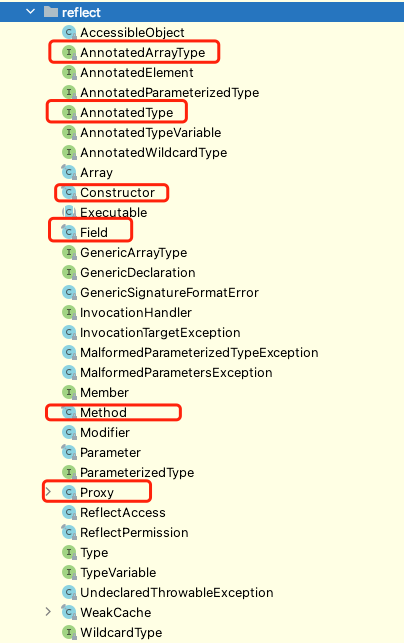 reflect
AccessibleObject
AnnotatedArrayType
AnnotatedElement
AnnotatedParameterizedType
AnnotatedType
AnnotatedTypeVariable
AnnotatedWildcardType
Array
Constructor
Executable
Field
GenericArrayType
GenericDeclaration
GenericSignatureFormatError
InvocationHandler
InvocationTargetException
MalformedParameterizedTypeException
MalformedParametersException
Member
Method
Modifier
Parameter
ParameterizedType
Proxy
ReflectAccess
ReflectPermission
Type
TypeVariable
UndeclaredThrowableException
WeakCache
WildcardType